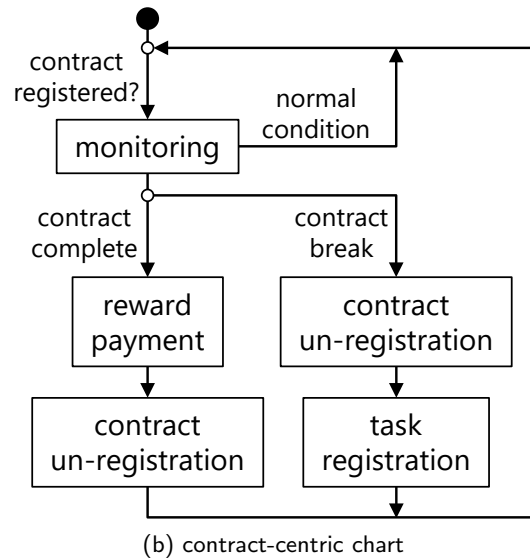 contract
registered?
normal
condition
monitoring
contract
complete
contract
break
reward
payment
contract
un-registration
contract
un-registration
task
registration
(b) contract-centric chart